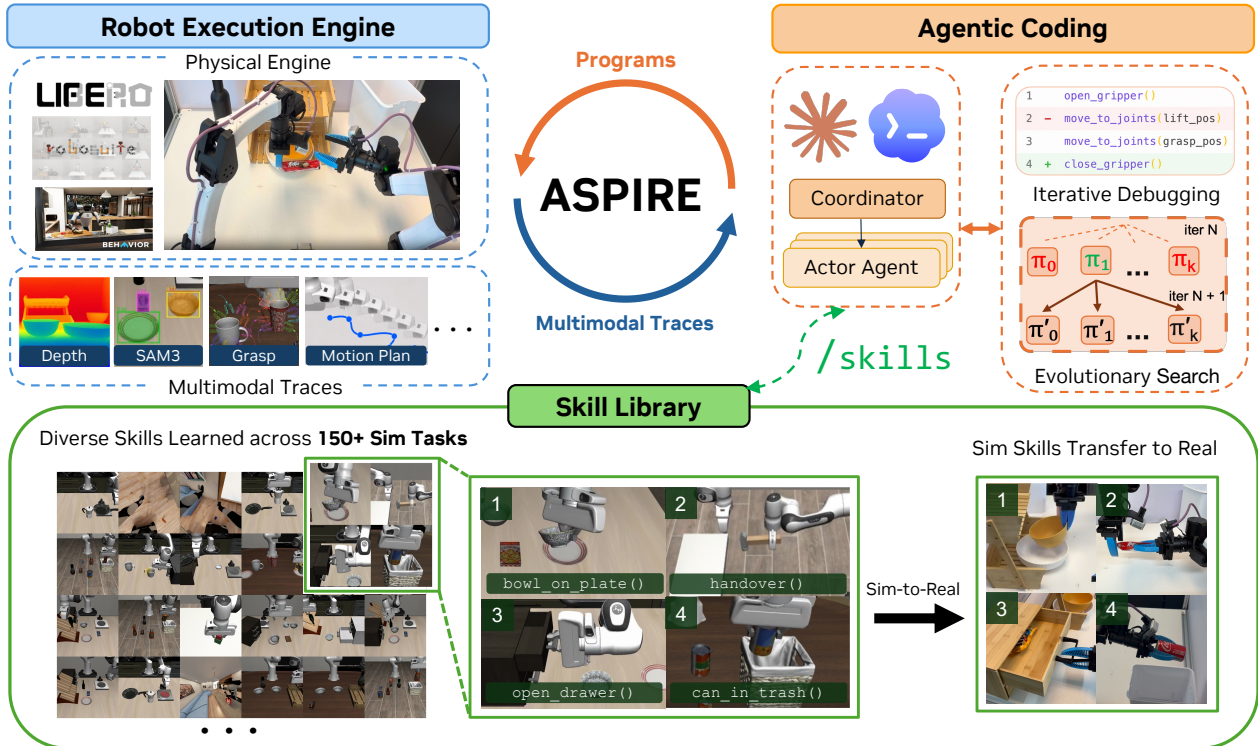 Robot Execution Engine
Physical Engine
LIBERO
robosuite
BEHAVIOR
Depth
SAM3
Grasp
Motion Plan
. . .
Multimodal Traces
Programs
ASPIRE
Multimodal Traces
Agentic Coding
Coordinator
Actor Agent
1 open_gripper()
2 - move_to_joints(lift_pos)
3 move_to_joints(grasp_pos)
4 + close_gripper()
Iterative Debugging
iter N
π0 π1 ... πk
iter N + 1
π′0 π′1 ... π′k
Evolutionary Search
/skills
Skill Library
Diverse Skills Learned across 150+ Sim Tasks
. . .
1
bowl_on_plate()
2
handover()
3
open_drawer()
4
can_in_trash()
Sim-to-Real
Sim Skills Transfer to Real
1
2
3
4